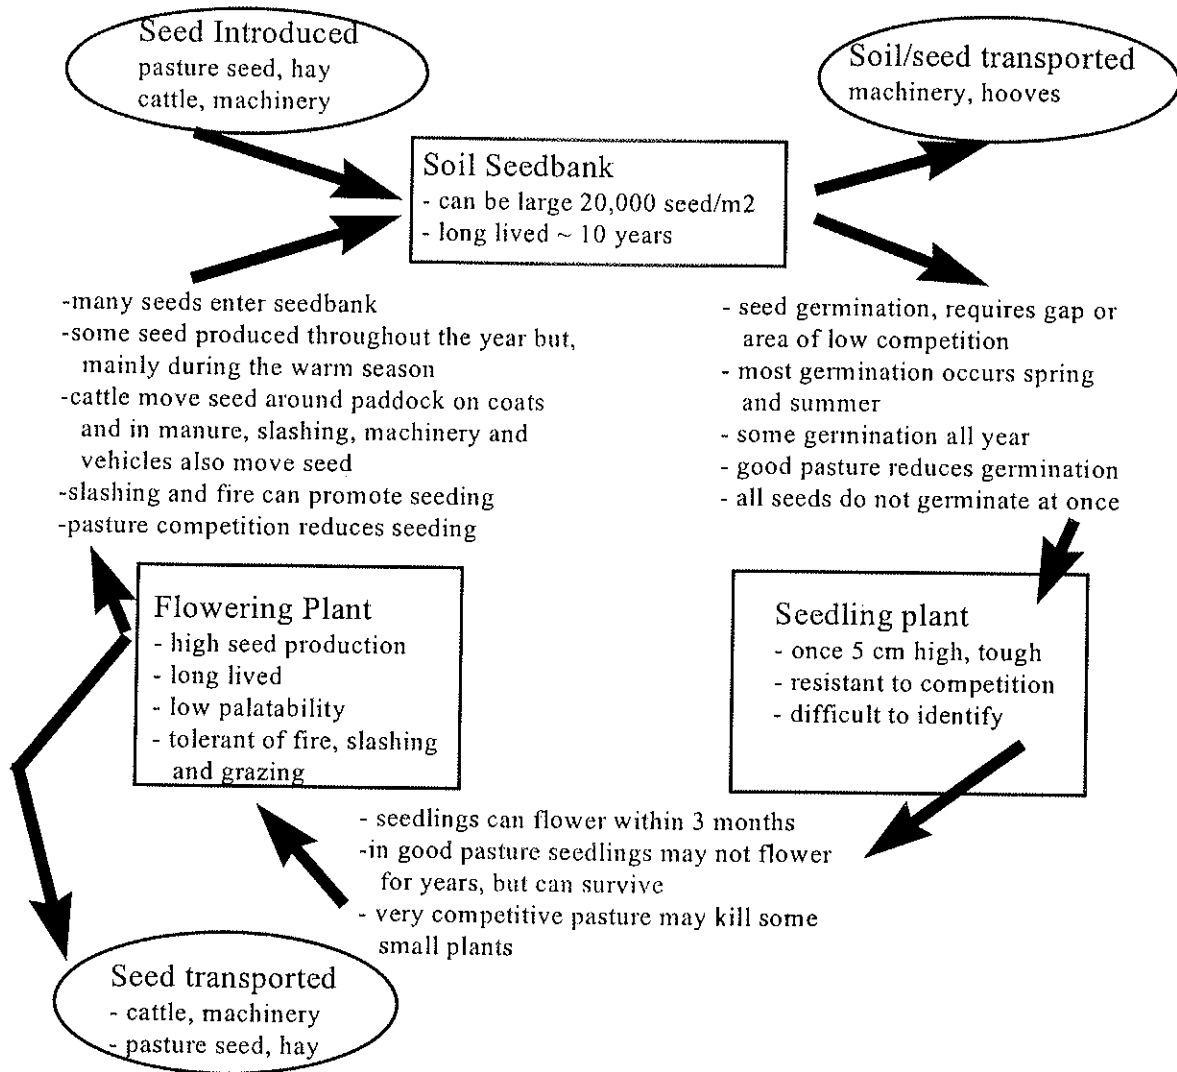 Seed Introduced
pasture seed, hay
cattle, machinery
Soil/seed transported
machinery, hooves
Soil Seedbank
- can be large 20,000 seed/m2
- long lived ~ 10 years
-many seeds enter seedbank
-some seed produced throughout the year but,
mainly during the warm season
-cattle move seed around paddock on coats
and in manure, slashing, machinery and
vehicles also move seed
-slashing and fire can promote seeding
-pasture competition reduces seeding
- seed germination, requires gap or
area of low competition
- most germination occurs spring
and summer
- some germination all year
- good pasture reduces germination
- all seeds do not germinate at once
Flowering Plant
- high seed production
- long lived
- low palatability
- tolerant of fire, slashing
and grazing
Seedling plant
- once 5 cm high, tough
- resistant to competition
- difficult to identify
- seedlings can flower within 3 months
-in good pasture seedlings may not flower
for years, but can survive
- very competitive pasture may kill some
small plants
Seed transported
- cattle, machinery
- pasture seed, hay